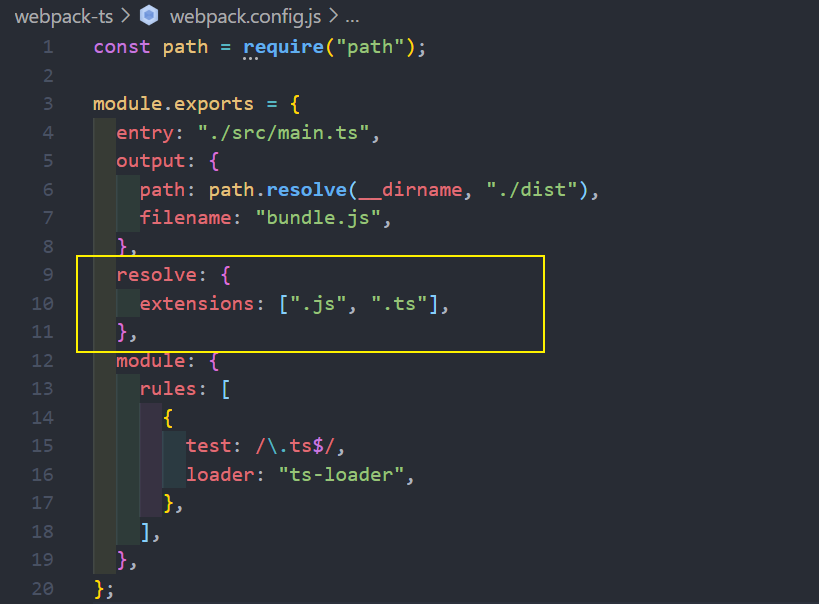 webpack-ts > webpack.config.js > ...
1 const path = require("path");
2
3 module.exports = {
4   entry: "./src/main.ts",
5   output: {
6     path: path.resolve(__dirname, "./dist"),
7     filename: "bundle.js",
8   },
9   resolve: {
10     extensions: [".js", ".ts"],
11   },
12   module: {
13     rules: [
14       {
15         test: /\.ts$/,
16         loader: "ts-loader",
17       },
18     ],
19   },
20 };